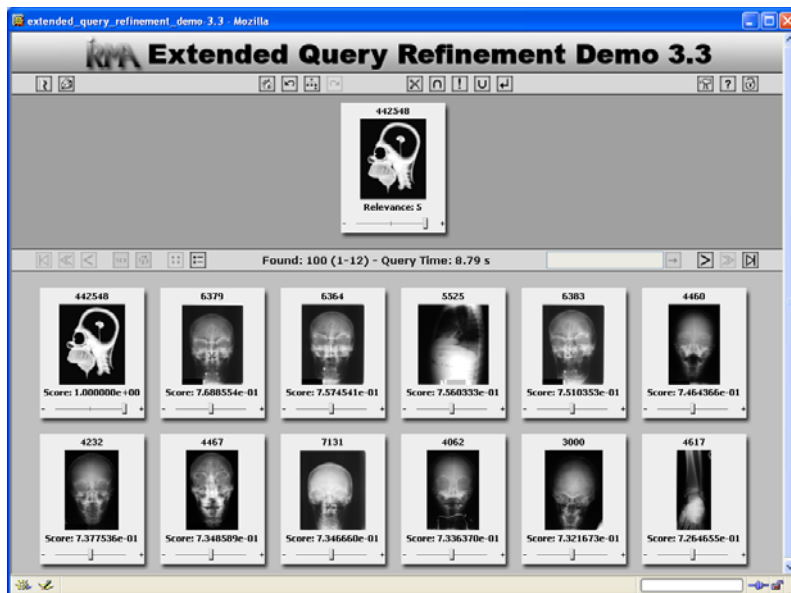 extended_query_refinement_demo-3.3 - Mozilla
IRMA Extended Query Refinement Demo 3.3
442548
Relevance: 5
- +
Found: 100 (1-12) - Query Time: 8.79 s
442548 6379 6364 5525 6383 4460
Score: 1.000000e+00 Score: 7.688554e-01 Score: 7.574541e-01 Score: 7.560333e-01 Score: 7.510353e-01 Score: 7.464366e-01
- + - + - + - + - + - +
4232 4467 7131 4062 3000 4617
Score: 7.377536e-01 Score: 7.348589e-01 Score: 7.346660e-01 Score: 7.336370e-01 Score: 7.321673e-01 Score: 7.264655e-01
- + - + - + - + - + - +